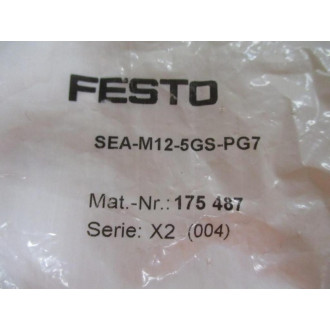 FESTO
SEA-M12-5GS-PG7
Mat.-Nr.: 175 487
Serie: X2 (004)